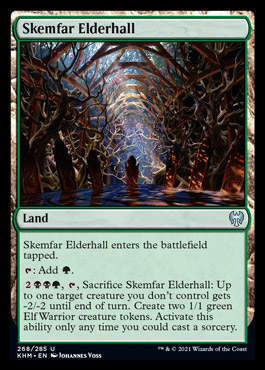 Skemfar Elderhall
Land
Skemfar Elderhall enters the battlefield
tapped.
: Add .
2, , Sacrifice Skemfar Elderhall: Up
to one target creature you don't control gets
-2/-2 until end of turn. Create two 1/1 green
Elf Warrior creature tokens. Activate this
ability only any time you could cast a sorcery.
268/285 U
KHM • EN Johannes Voss
™ & © 2021 Wizards of the Coast